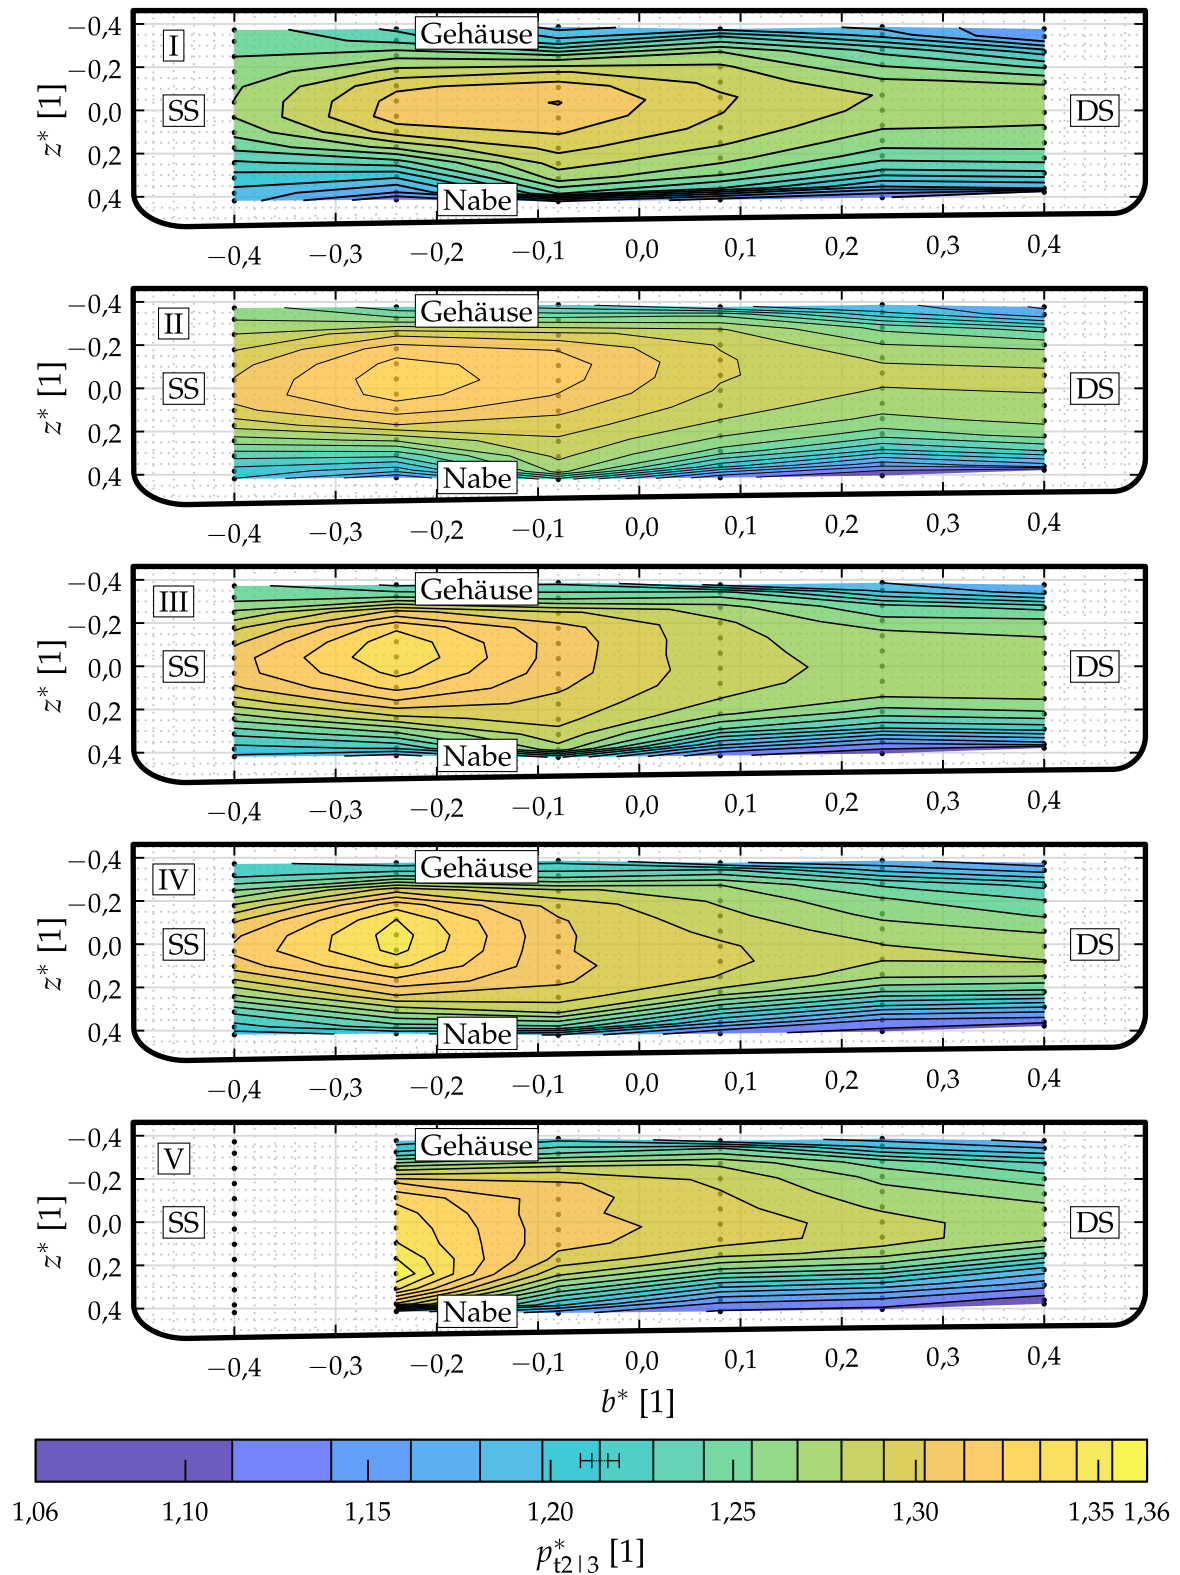 I
Gehäuse
−0,4
−0,2
0,0
0,2
0,4
z* [1]
SS
DS
Nabe
−0,4 −0,3 −0,2 −0,1 0,0 0,1 0,2 0,3 0,4
II
Gehäuse
−0,4
−0,2
0,0
0,2
0,4
z* [1]
SS
DS
Nabe
−0,4 −0,3 −0,2 −0,1 0,0 0,1 0,2 0,3 0,4
III
Gehäuse
−0,4
−0,2
0,0
0,2
0,4
z* [1]
SS
DS
Nabe
−0,4 −0,3 −0,2 −0,1 0,0 0,1 0,2 0,3 0,4
IV
Gehäuse
−0,4
−0,2
0,0
0,2
0,4
z* [1]
SS
DS
Nabe
−0,4 −0,3 −0,2 −0,1 0,0 0,1 0,2 0,3 0,4
V
Gehäuse
−0,4
−0,2
0,0
0,2
0,4
z* [1]
SS
DS
Nabe
−0,4 −0,3 −0,2 −0,1 0,0 0,1 0,2 0,3 0,4
b* [1]
1,06 1,10 1,15 1,20 1,25 1,30 1,35 1,36
p*t2|3 [1]